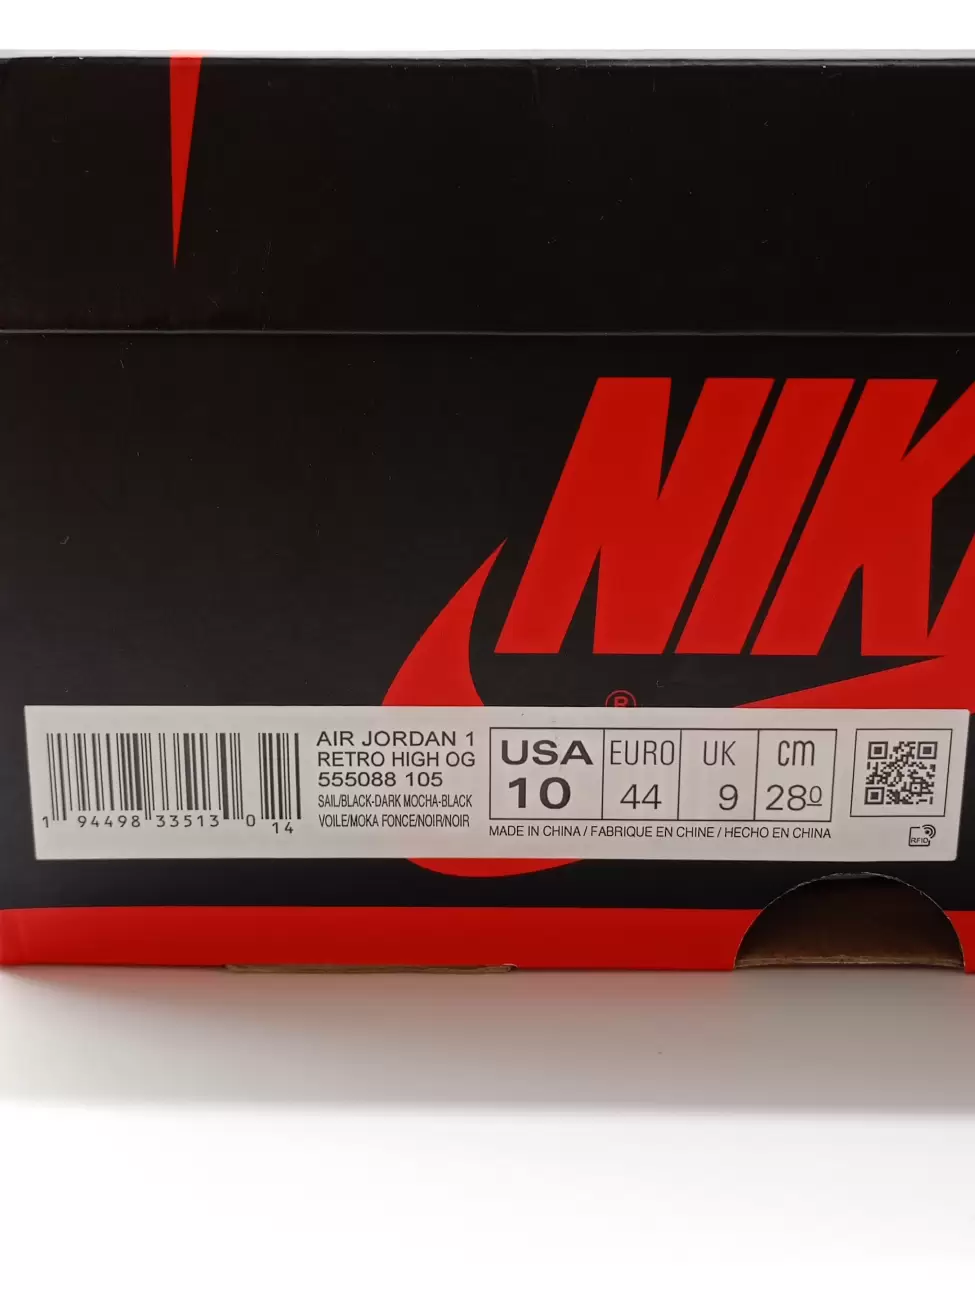 NIK
®
AIR JORDAN 1
RETRO HIGH OG
555088 105
SAIL/BLACK-DARK MOCHA-BLACK
VOILE/MOKA FONCE/NOIR/NOIR
1 94498 33513 0 14
USA EURO UK cm
10 44 9 280
MADE IN CHINA / FABRIQUE EN CHINE / HECHO EN CHINA
RFID